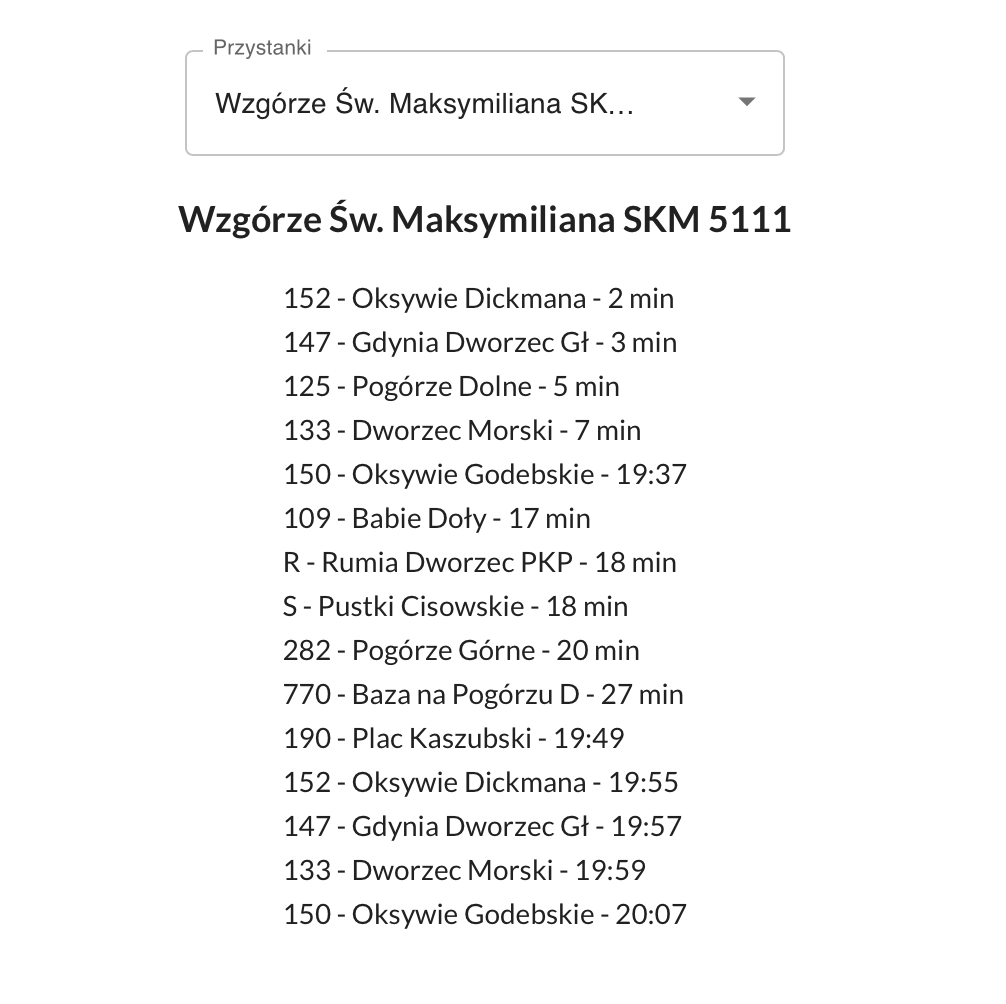 Przystanki
Wzgórze Św. Maksymiliana SK...
Wzgórze Św. Maksymiliana SKM 5111
152 - Oksywie Dickmana - 2 min
147 - Gdynia Dworzec Gł - 3 min
125 - Pogórze Dolne - 5 min
133 - Dworzec Morski - 7 min
150 - Oksywie Godebskie - 19:37
109 - Babie Doły - 17 min
R - Rumia Dworzec PKP - 18 min
S - Pustki Cisowskie - 18 min
282 - Pogórze Górne - 20 min
770 - Baza na Pogórzu D - 27 min
190 - Plac Kaszubski - 19:49
152 - Oksywie Dickmana - 19:55
147 - Gdynia Dworzec Gł - 19:57
133 - Dworzec Morski - 19:59
150 - Oksywie Godebskie - 20:07